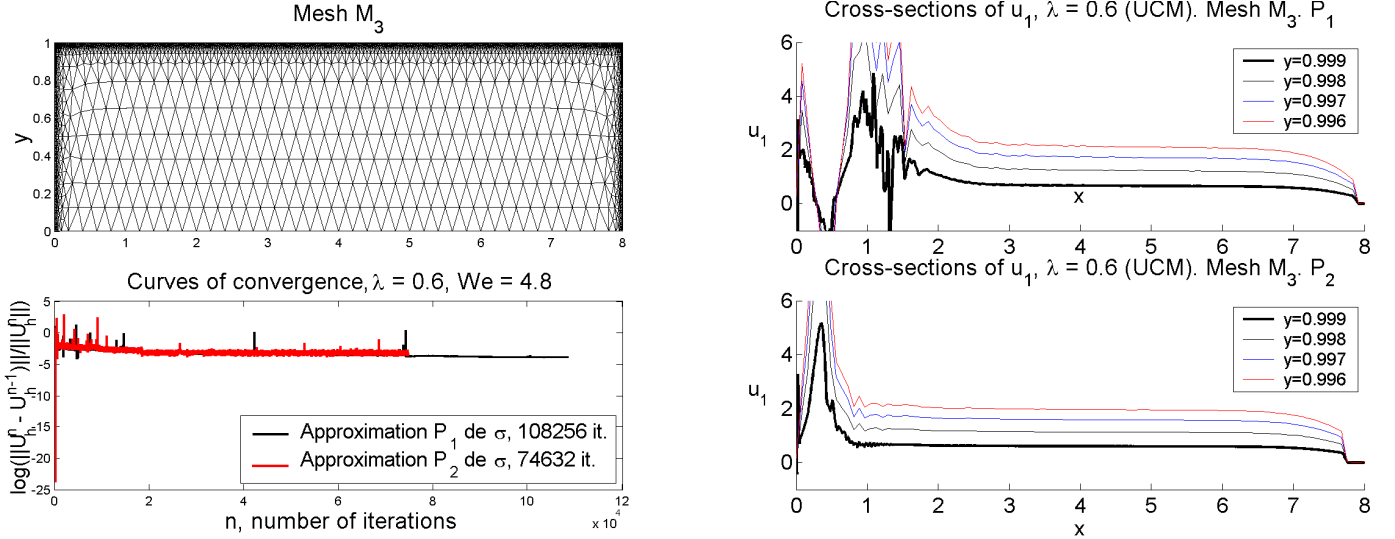 Mesh M3
y
1
0.8
0.6
0.4
0.2
0
0 1 2 3 4 5 6 7 8
Curves of convergence, λ = 0.6, We = 4.8
log(||U_h^n - U_h^{n-1})||/||U_h^n||)
5
0
-5
-10
-15
-20
-25
Approximation P1 de σ, 108256 it.
Approximation P2 de σ, 74632 it.
0 2 4 6 8 10 12
n, number of iterations
x 10^4
Cross-sections of u1, λ = 0.6 (UCM). Mesh M3. P1
u1
6
4
2
0
y=0.999
y=0.998
y=0.997
y=0.996
x
0 1 2 3 4 5 6 7 8
Cross-sections of u1, λ = 0.6 (UCM). Mesh M3. P2
u1
6
4
2
0
y=0.999
y=0.998
y=0.997
y=0.996
0 1 2 3 4 5 6 7 8
x